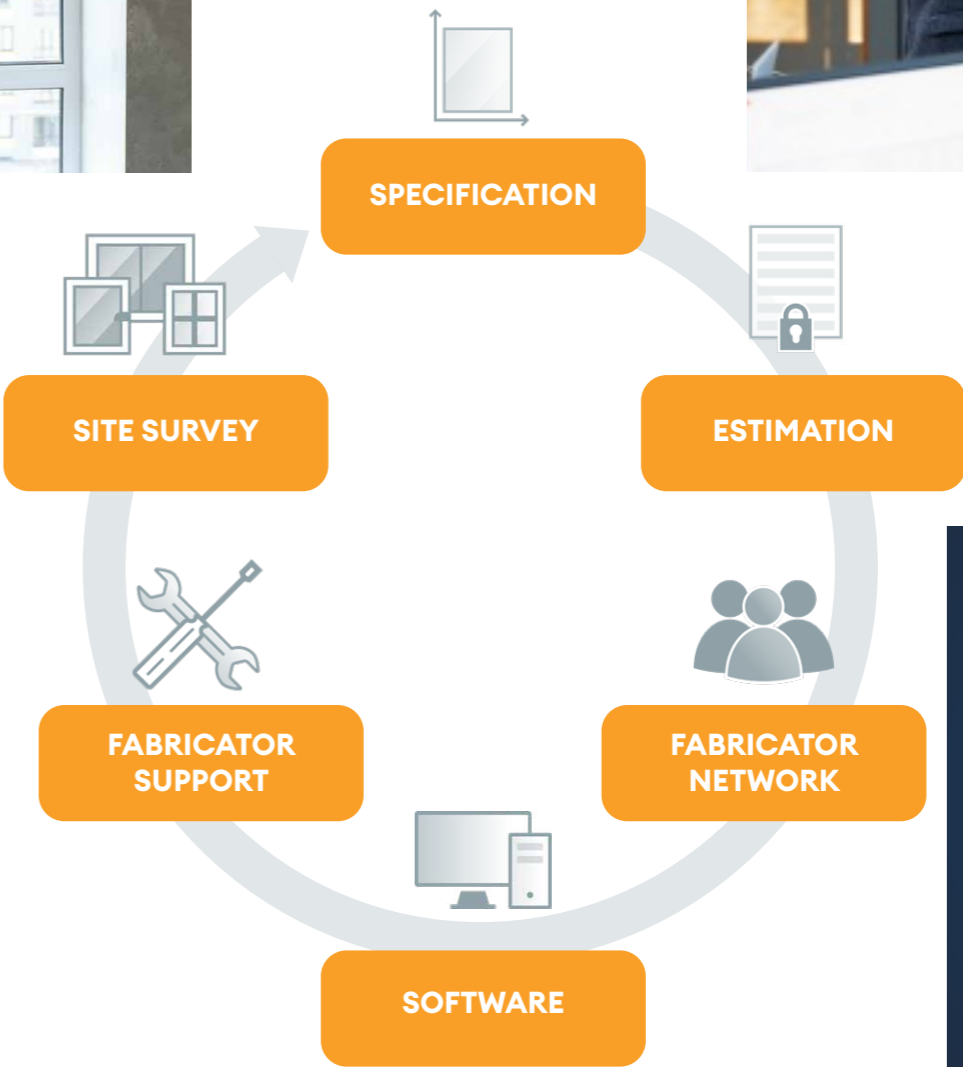 SPECIFICATION
ESTIMATION
FABRICATOR
NETWORK
SOFTWARE
FABRICATOR
SUPPORT
SITE SURVEY